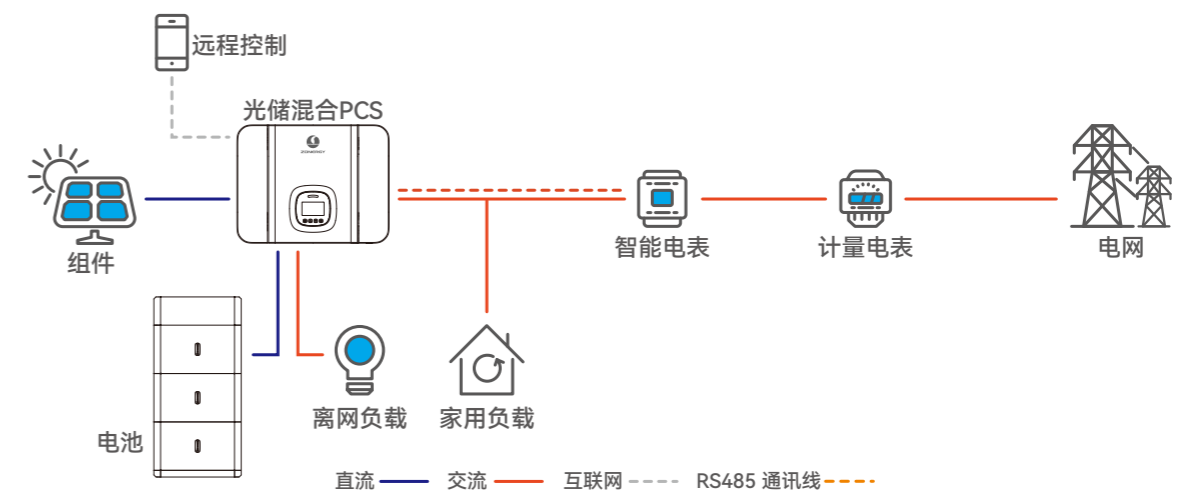 远程控制
光储混合PCS
ZONERGY
组件
智能电表
计量电表
电网
离网负载
家用负载
电池
直流
交流
互联网
RS485 通讯线